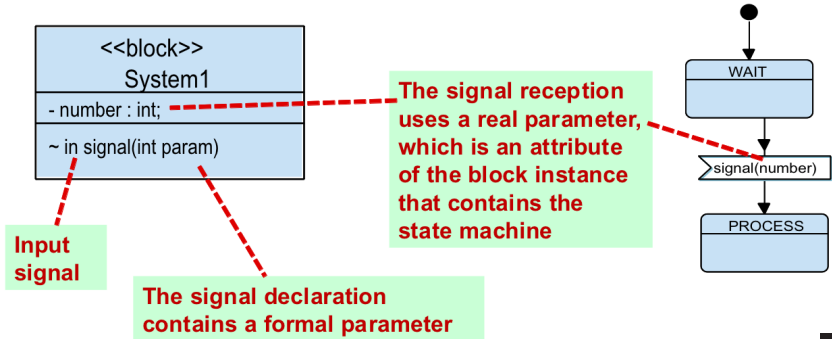 <<block>>
System1
- number : int;
~ in signal(int param)
Input
signal
The signal declaration
contains a formal parameter
The signal reception
uses a real parameter,
which is an attribute
of the block instance
that contains the
state machine
WAIT
signal(number)
PROCESS